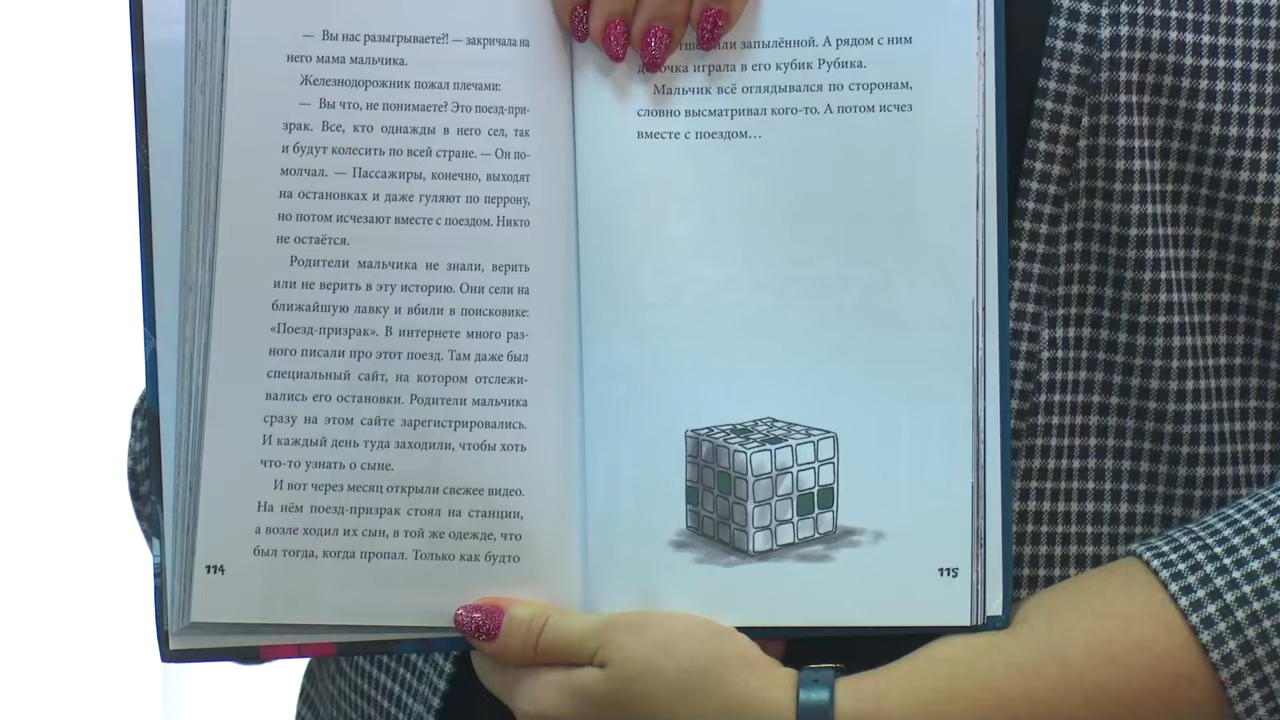 — Вы нас разыгрываете?! — закричала на
него мама мальчика.
Железнодорожник пожал плечами:
— Вы что, не понимаете? Это поезд-при-
зрак. Все, кто однажды в него сел, так
и будут колесить по всей стране. — Он по-
молчал. — Пассажиры, конечно, выходят
на остановках и даже гуляют по перрону,
но потом исчезают вместе с поездом. Никто
не остаётся.
Родители мальчика не знали, верить
или не верить в эту историю. Они сели на
ближайшую лавку и вбили в поисковике:
«Поезд-призрак». В интернете много раз-
ного писали про этот поезд. Там даже был
специальный сайт, на котором отслежи-
вались его остановки. Родители мальчика
сразу на этом сайте зарегистрировались.
И каждый день туда заходили, чтобы хоть
что-то узнать о сыне.
И вот через месяц открыли свежее видео.
На нём поезд-призрак стоял на станции,
а возле ходил их сын, в той же одежде, что
был тогда, когда пропал. Только как будто
114
или запылённой. А рядом с ним
играла в его кубик Рубика.
Мальчик всё оглядывался по сторонам,
словно высматривал кого-то. А потом исчез
вместе с поездом…
115